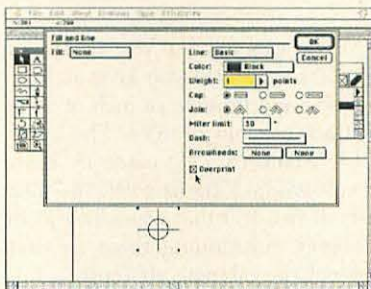 Fill and line
OK
Cancel
Fill: None
Line: Basic
Color: Black
Weight: 1 points
Cap:
Join:
Miter limit:
Dash:
Arrowheads: None None
Overprint